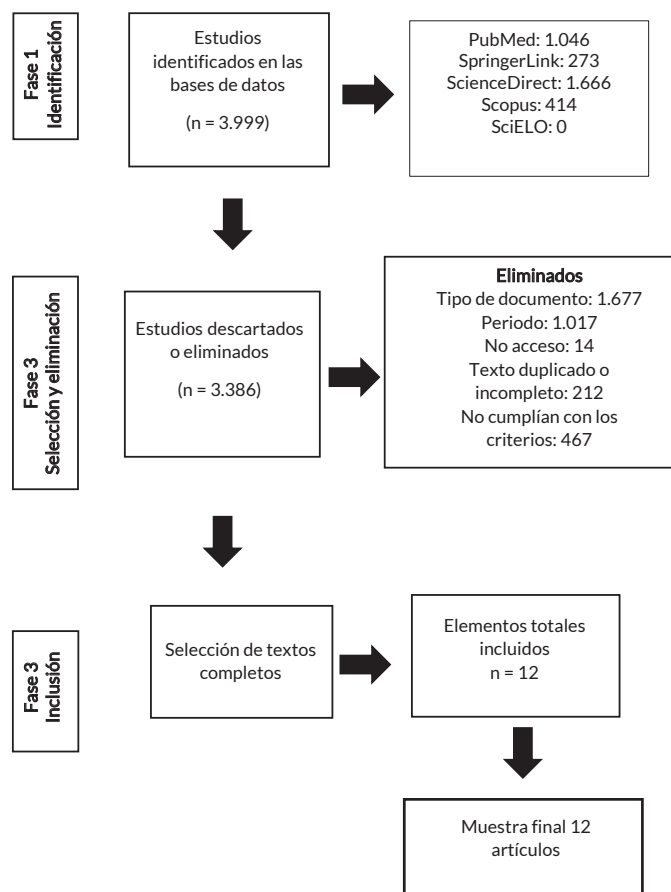 Fase 1
Identificación
Estudios
identificados en las
bases de datos
(n = 3.999)
PubMed: 1.046
SpringerLink: 273
ScienceDirect: 1.666
Scopus: 414
SciELO: 0
Fase 3
Selección y eliminación
Estudios descartados
o eliminados
(n = 3.386)
Eliminados
Tipo de documento: 1.677
Periodo: 1.017
No acceso: 14
Texto duplicado o
incompleto: 212
No cumplían con los
criterios: 467
Fase 3
Inclusión
Selección de textos
completos
Elementos totales
incluidos
n = 12
Muestra final 12
artículos